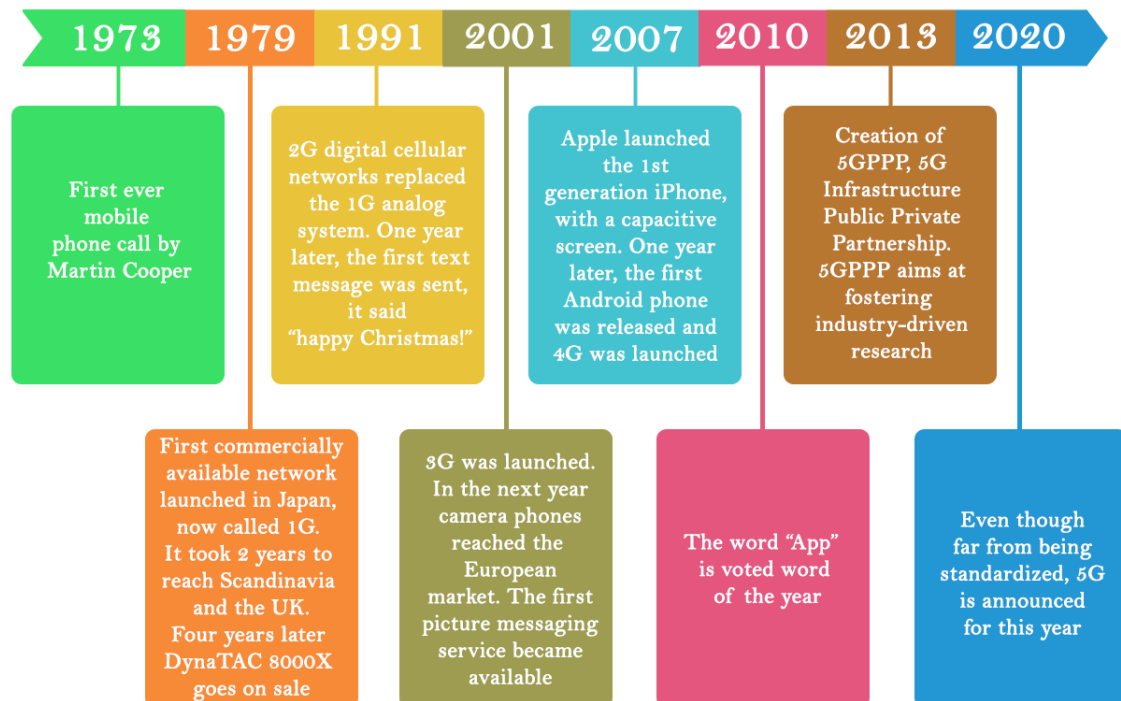 1973 1979 1991 2001 2007 2010 2013 2020
First ever
mobile
phone call by
Martin Cooper
First commercially
available network
launched in Japan,
now called 1G.
It took 2 years to
reach Scandinavia
and the UK.
Four years later
DynaTAC 8000X
goes on sale
2G digital cellular
networks replaced
the 1G analog
system. One year
later, the first text
message was sent,
it said
“happy Christmas!”
3G was launched.
In the next year
camera phones
reached the
European
market. The first
picture messaging
service became
available
Apple launched
the 1st
generation iPhone,
with a capacitive
screen. One year
later, the first
Android phone
was released and
4G was launched
The word “App”
is voted word
of the year
Creation of
5GPPP, 5G
Infrastructure
Public Private
Partnership.
5GPPP aims at
fostering
industry-driven
research
Even though
far from being
standardized, 5G
is announced
for this year